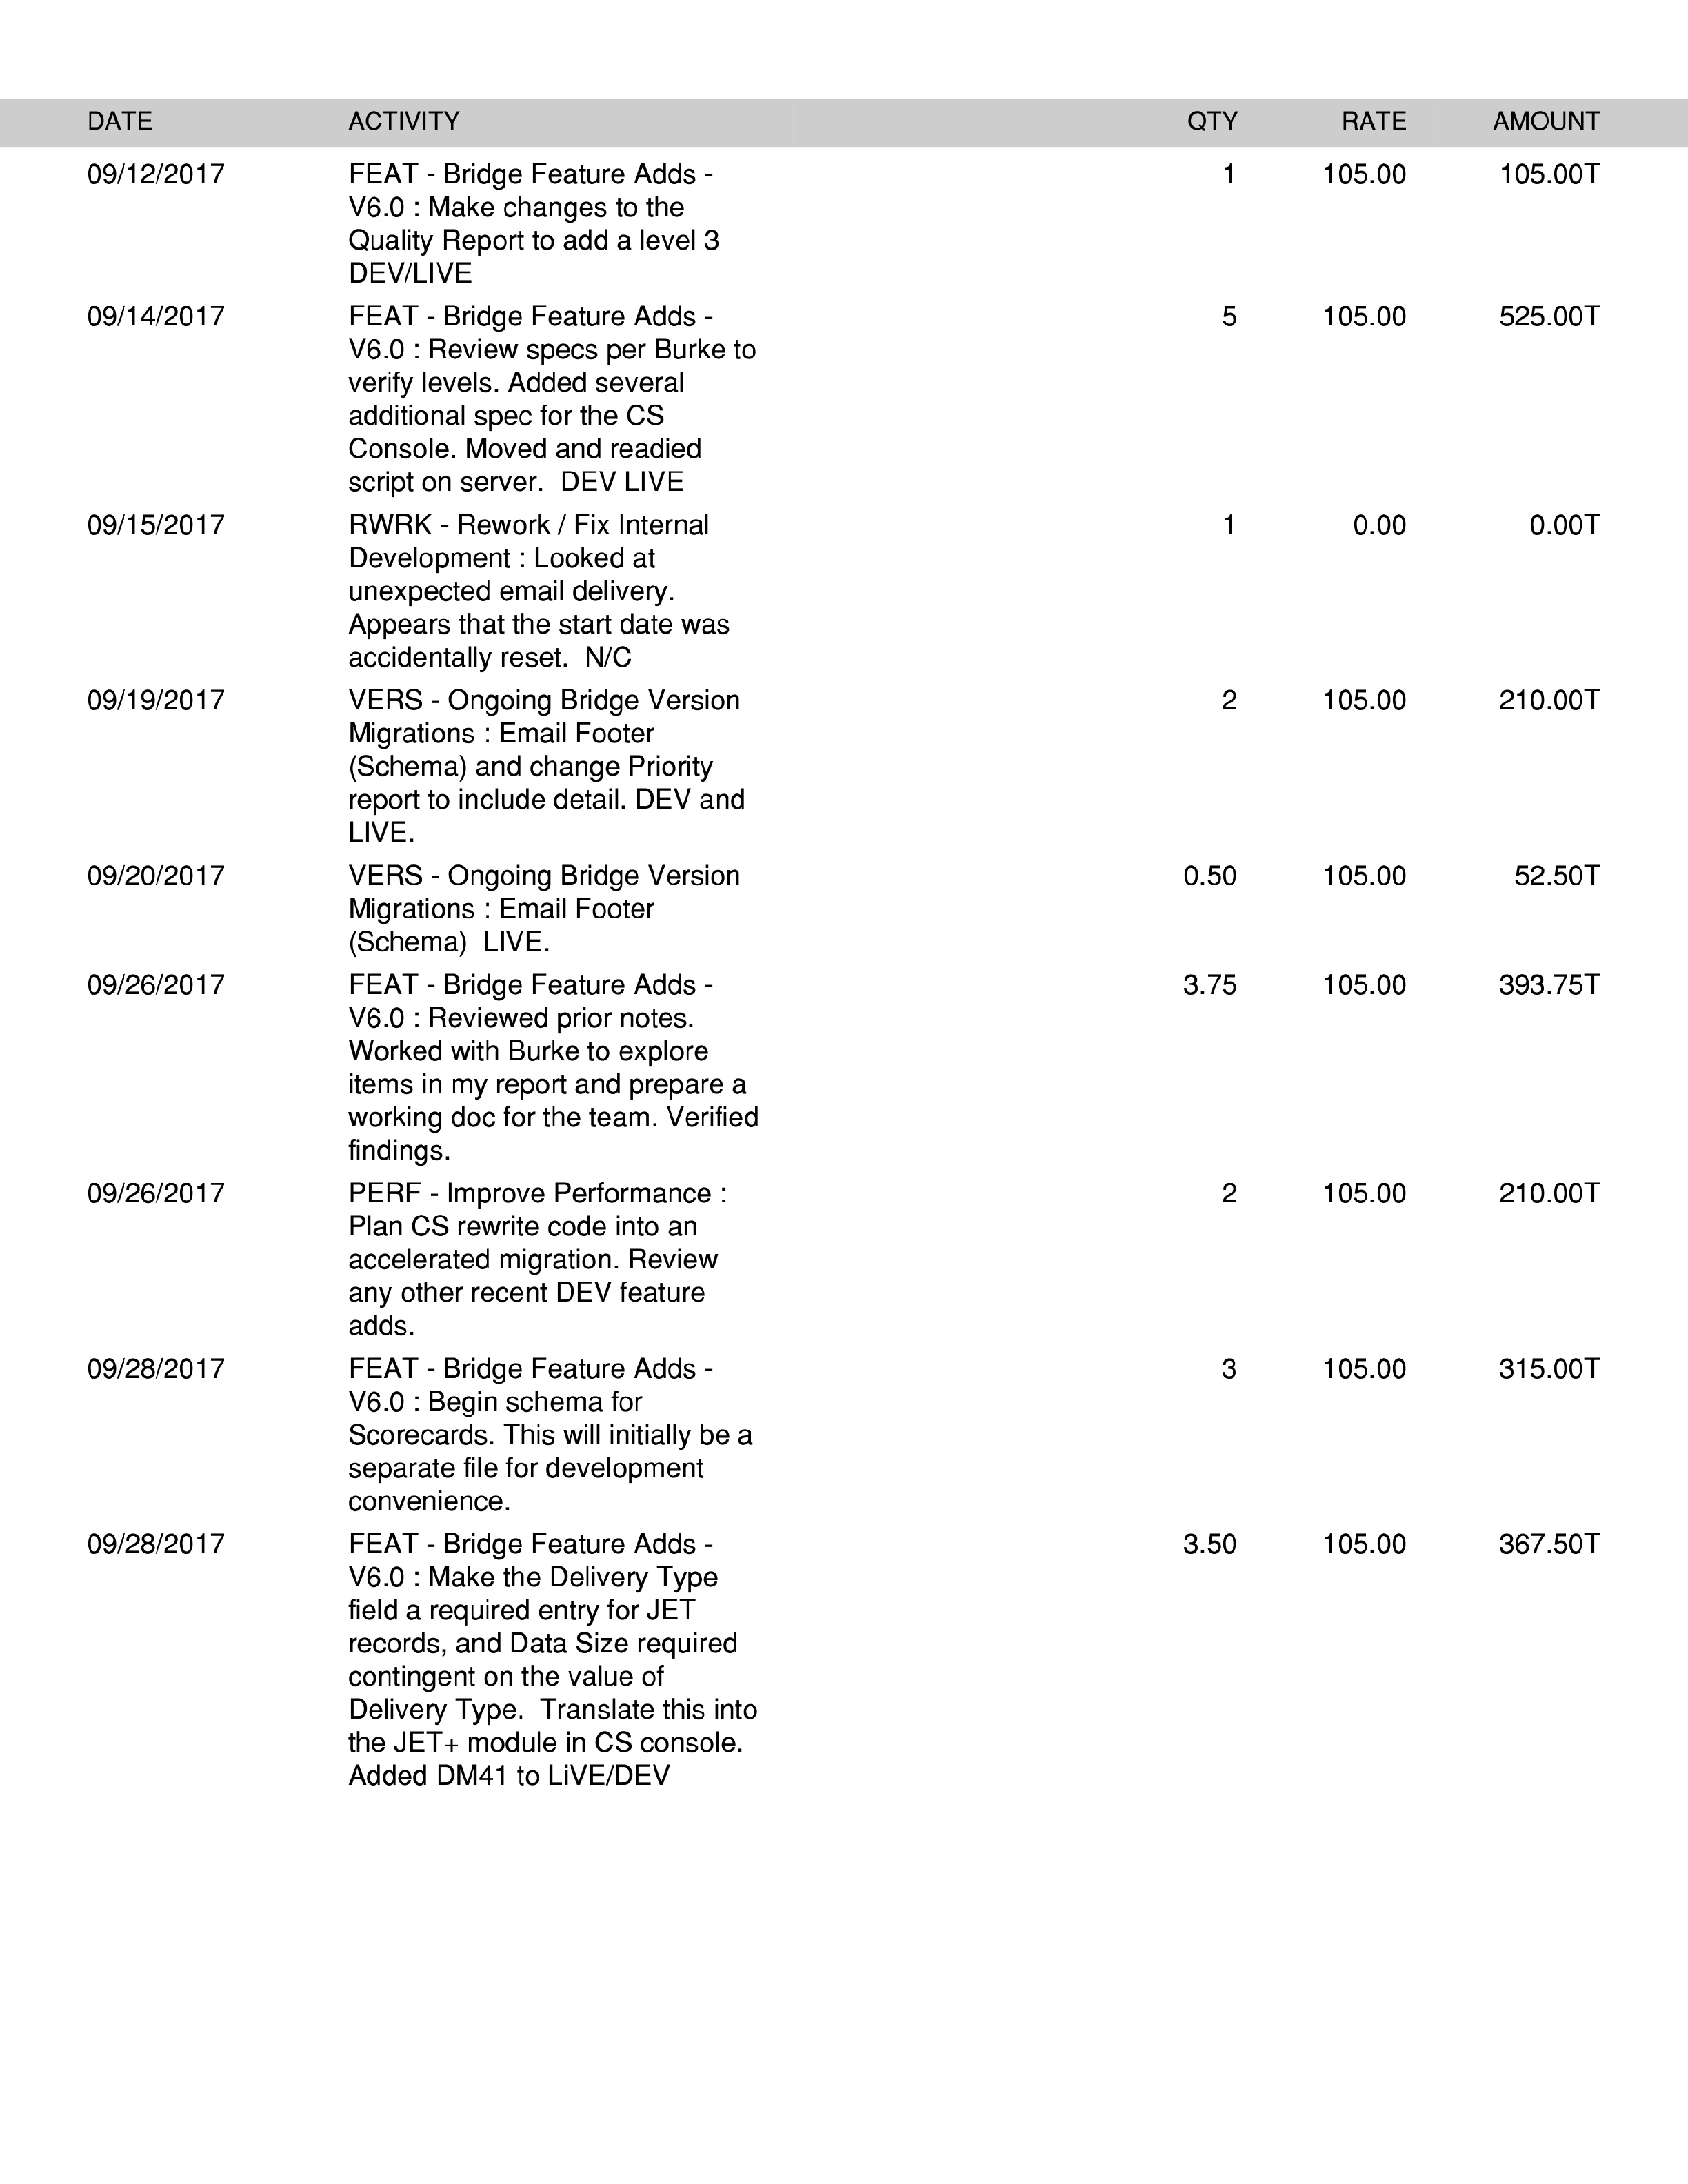 DATE ACTIVITY QTY RATE AMOUNT
09/12/2017 FEAT - Bridge Feature Adds - 1 105.00 105.00T
V6.0 : Make changes to the
Quality Report to add a level 3
DEV/LIVE
09/14/2017 FEAT - Bridge Feature Adds - 5 105.00 525.00T
V6.0 : Review specs per Burke to
verify levels. Added several
additional spec for the CS
Console. Moved and readied
script on server.  DEV LIVE
09/15/2017 RWRK - Rework / Fix Internal 1 0.00 0.00T
Development : Looked at
unexpected email delivery.
Appears that the start date was
accidentally reset.  N/C
09/19/2017 VERS - Ongoing Bridge Version 2 105.00 210.00T
Migrations : Email Footer
(Schema) and change Priority
report to include detail. DEV and
LIVE.
09/20/2017 VERS - Ongoing Bridge Version 0.50 105.00 52.50T
Migrations : Email Footer
(Schema)  LIVE.
09/26/2017 FEAT - Bridge Feature Adds - 3.75 105.00 393.75T
V6.0 : Reviewed prior notes.
Worked with Burke to explore
items in my report and prepare a
working doc for the team. Verified
findings.
09/26/2017 PERF - Improve Performance : 2 105.00 210.00T
Plan CS rewrite code into an
accelerated migration. Review
any other recent DEV feature
adds.
09/28/2017 FEAT - Bridge Feature Adds - 3 105.00 315.00T
V6.0 : Begin schema for
Scorecards. This will initially be a
separate file for development
convenience.
09/28/2017 FEAT - Bridge Feature Adds - 3.50 105.00 367.50T
V6.0 : Make the Delivery Type
field a required entry for JET
records, and Data Size required
contingent on the value of
Delivery Type.  Translate this into
the JET+ module in CS console.
Added DM41 to LiVE/DEV